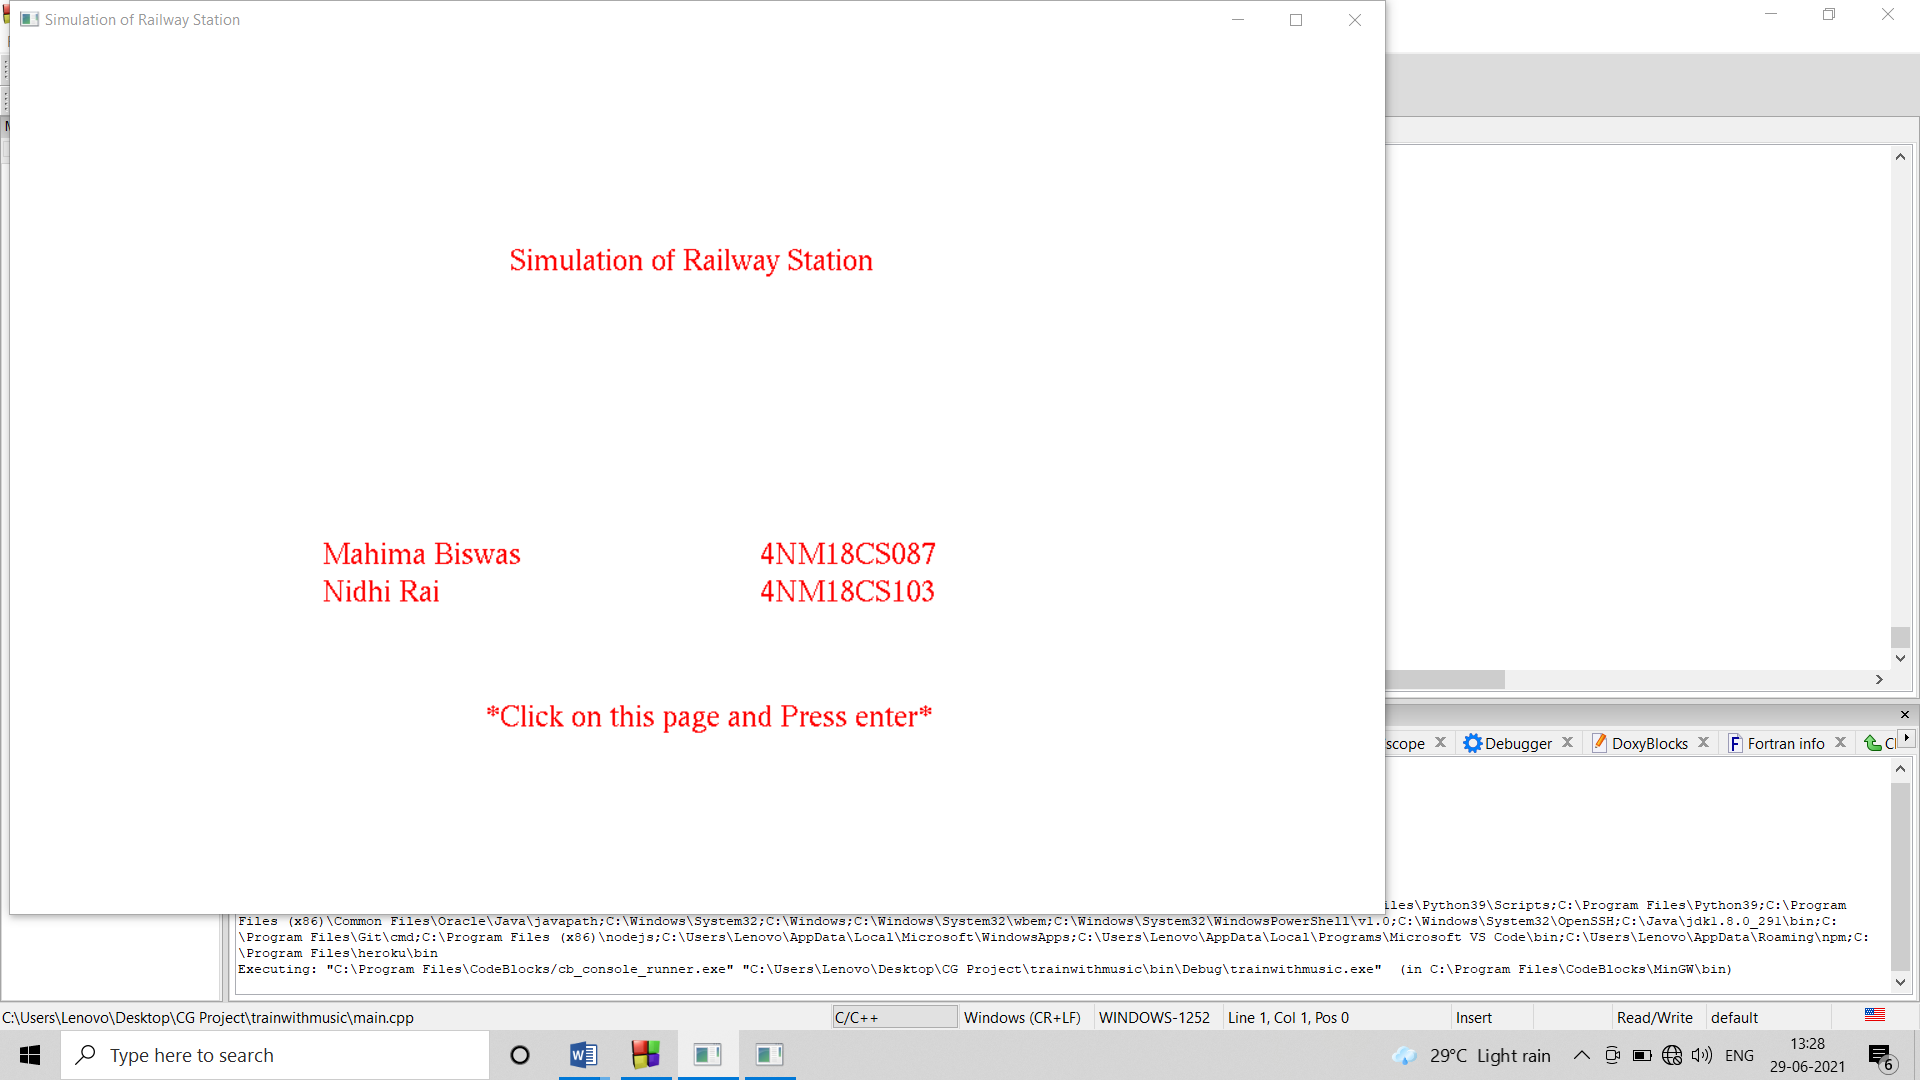 Simulation of Railway Station
Simulation of Railway Station
Mahima Biswas 4NM18CS087
Nidhi Rai 4NM18CS103
*Click on this page and Press enter*
scope Debugger DoxyBlocks Fortran info
iles\Python39\Scripts;C:\Program Files\Python39;C:\Program
Files (x86)\Common Files\Oracle\Java\javapath;C:\Windows\System32;C:\Windows;C:\Windows\System32\wbem;C:\Windows\System32\WindowsPowerShell\v1.0;C:\Windows\System32\OpenSSH;C:\Java\jdk1.8.0_291\bin;C:
\Program Files\Git\cmd;C:\Program Files (x86)\nodejs;C:\Users\Lenovo\AppData\Local\Microsoft\WindowsApps;C:\Users\Lenovo\AppData\Local\Programs\Microsoft VS Code\bin;C:\Users\Lenovo\AppData\Roaming\npm;C:
\Program Files\heroku\bin
Executing: "C:\Program Files\CodeBlocks/cb_console_runner.exe" "C:\Users\Lenovo\Desktop\CG Project\trainwithmusic\bin\Debug\trainwithmusic.exe" (in C:\Program Files\CodeBlocks\MinGW\bin)
C:\Users\Lenovo\Desktop\CG Project\trainwithmusic\main.cpp C/C++ Windows (CR+LF) WINDOWS-1252 Line 1, Col 1, Pos 0 Insert Read/Write default
Type here to search 29°C Light rain ENG 13:28
29-06-2021 6